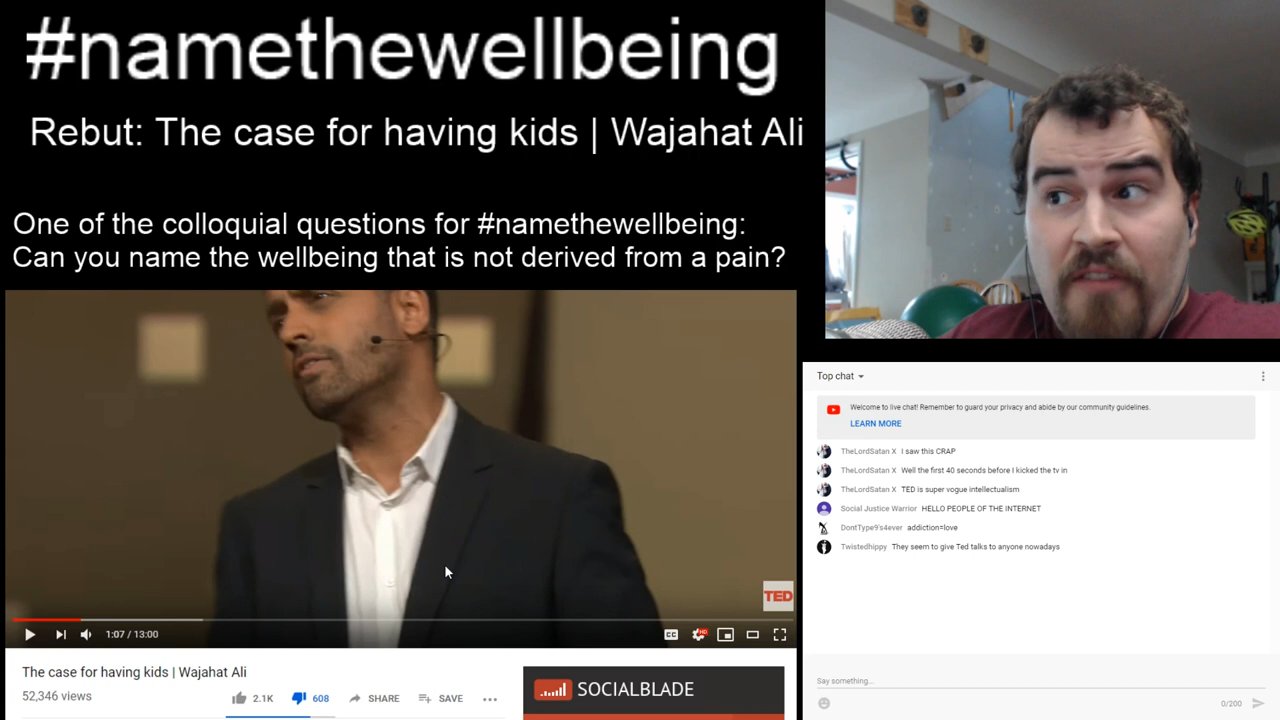 #namethewellbeing
Rebut: The case for having kids | Wajahat Ali
One of the colloquial questions for #namethewellbeing:
Can you name the wellbeing that is not derived from a pain?
TED
1:07 / 13:00
CC
HD
The case for having kids | Wajahat Ali
52,346 views
2.1K
608
SHARE
SAVE
SOCIALBLADE
Top chat
Welcome to live chat! Remember to guard your privacy and abide by our community guidelines.
LEARN MORE
TheLordSatan X I saw this CRAP
TheLordSatan X Well the first 40 seconds before I kicked the tv in
TheLordSatan X TED is super vogue intellectualism
Social Justice Warrior HELLO PEOPLE OF THE INTERNET
DontType9's4ever addiction=love
Twistedhippy They seem to give Ted talks to anyone nowadays
Say something...
0/200